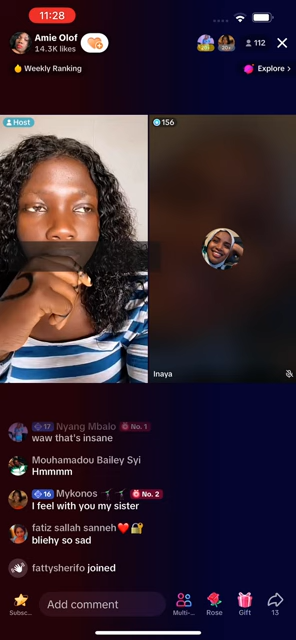 11:28
Amie Olof
14.3K likes
112
Weekly Ranking
Explore >
Host
156
Inaya
17 Nyang Mbalo No. 1
waw that's insane
Mouhamadou Bailey Syi
Hmmmm
16 Mykonos No. 2
I feel with you my sister
fatiz sallah sanneh
bliehy so sad
fattysherifo joined
Subsc...
Add comment
Multi-...
Rose
Gift
13